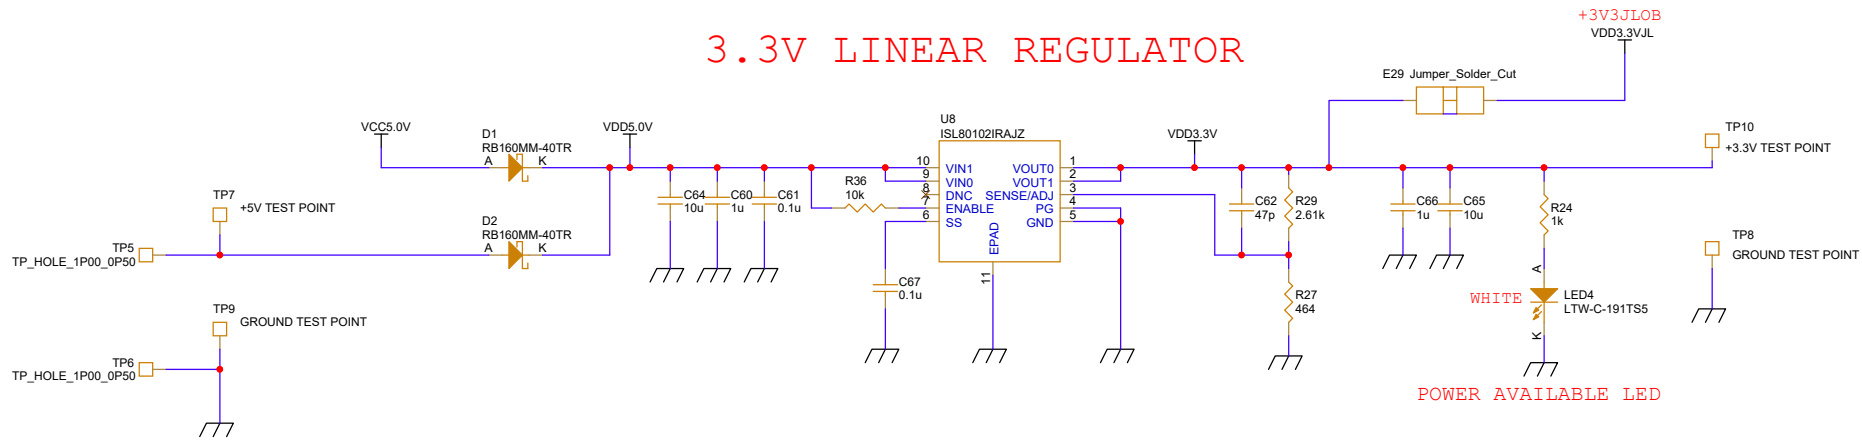 +3V3JLOB
VDD3.3VJL
3.3V LINEAR REGULATOR
E29 Jumper_Solder_Cut
VCC5.0V
D1
RB160MM-40TR
A K
VDD5.0V
U8
ISL80102IRAJZ
VDD3.3V
TP10
+3.3V TEST POINT
10 VIN1 VOUT0 1
9 VIN0 VOUT1 2
8 DNC SENSE/ADJ 3
7 ENABLE PG 4
6 SS GND 5
EPAD
11
R36
10k
C64
10u
C60
1u
C61
0.1u
C62
47p
R29
2.61k
C66
1u
C65
10u
R24
1k
TP7
+5V TEST POINT
D2
RB160MM-40TR
A K
TP5
TP_HOLE_1P00_0P50
TP8
GROUND TEST POINT
C67
0.1u
R27
464
A
WHITE
LED4
LTW-C-191TS5
K
TP9
GROUND TEST POINT
TP6
TP_HOLE_1P00_0P50
POWER AVAILABLE LED